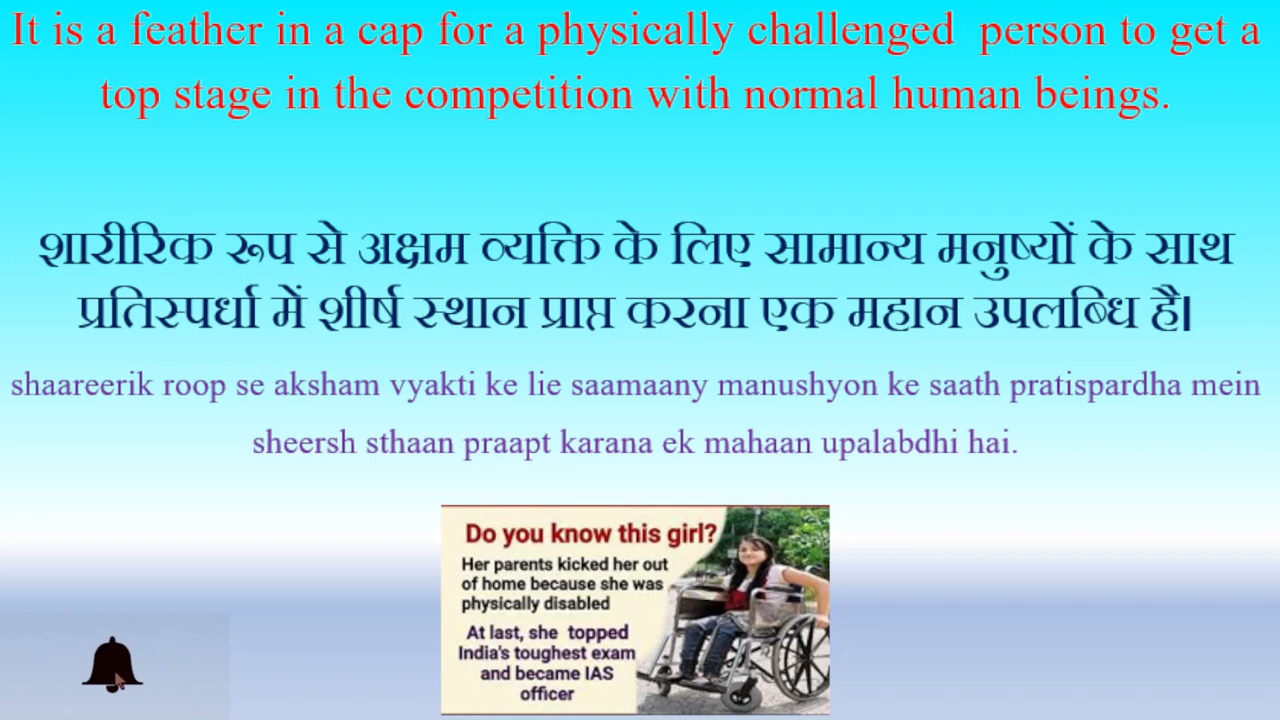 It is a feather in a cap for a physically challenged  person to get a
top stage in the competition with normal human beings.
शारीरिक रूप से अक्षम व्यक्ति के लिए सामान्य मनुष्यों के साथ
प्रतिस्पर्धा में शीर्ष स्थान प्राप्त करना एक महान उपलब्धि है।
shaareerik roop se aksham vyakti ke lie saamaany manushyon ke saath pratispardha mein
sheersh sthaan praapt karana ek mahaan upalabdhi hai.
Do you know this girl?
Her parents kicked her out
of home because she was
physically disabled
At last, she  topped
India's toughest exam
and became IAS
officer